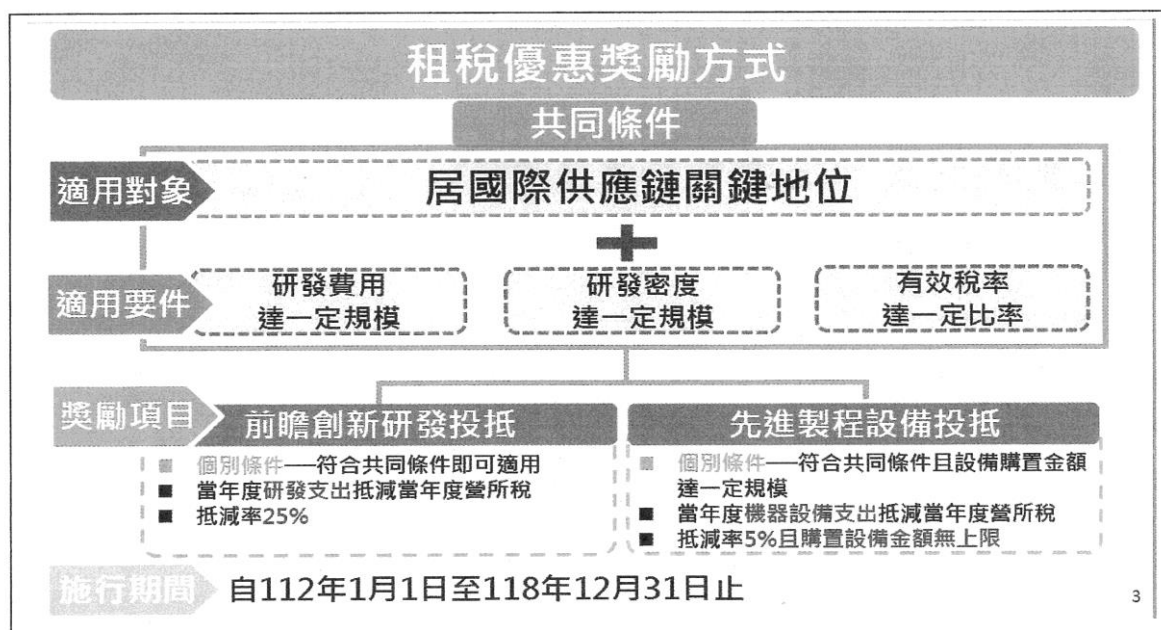 租稅優惠獎勵方式
共同條件
適用對象
居國際供應鏈關鍵地位
適用要件
研發費用
達一定規模
研發密度
達一定規模
有效稅率
達一定比率
獎勵項目
前瞻創新研發投抵
個別條件──符合共同條件即可適用
當年度研發支出抵減當年度營所稅
抵減率25%
先進製程設備投抵
個別條件──符合共同條件且設備購置金額
達一定規模
當年度機器設備支出抵減當年度營所稅
抵減率5%且購置設備金額無上限
施行期間
自112年1月1日至118年12月31日止
3